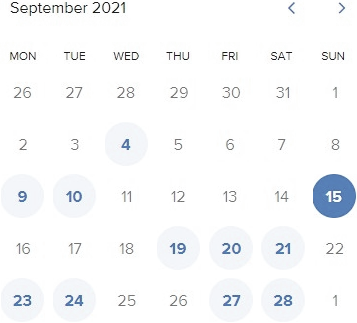 September 2021
MON TUE WED THU FRI SAT SUN
26 27 28 29 30 31 1
2 3 4 5 6 7 8
9 10 11 12 13 14 15
16 17 18 19 20 21 22
23 24 25 26 27 28 1